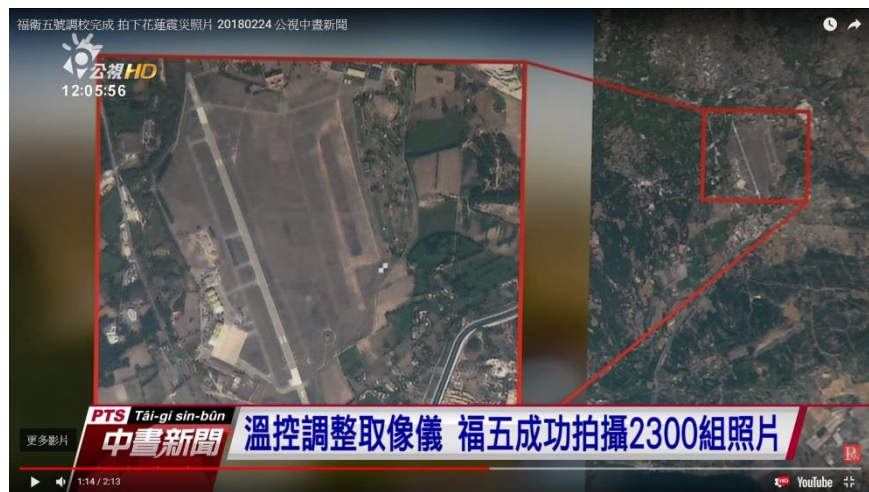 福衛五號調校完成 拍下花蓮震災照片 20180224 公視中晝新聞
公視HD
12:05:56
PTS Tâi-gí sin-bûn
中晝新聞
溫控調整取像儀 福五成功拍攝2300組照片
更多影片
1:14 / 2:13
HD
YouTube